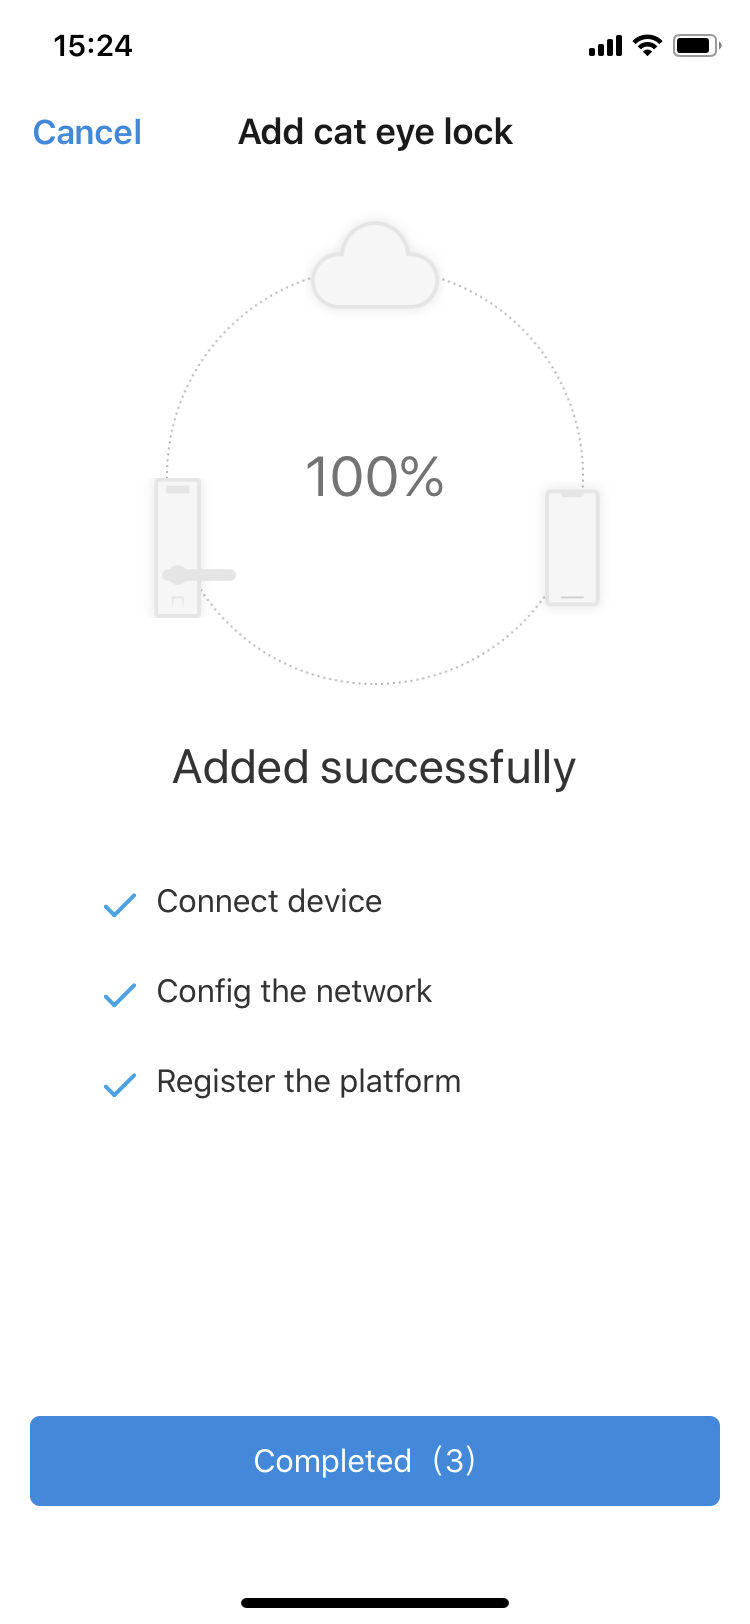 15:24
Cancel
Add cat eye lock
100%
Added successfully
Connect device
Config the network
Register the platform
Completed（3）